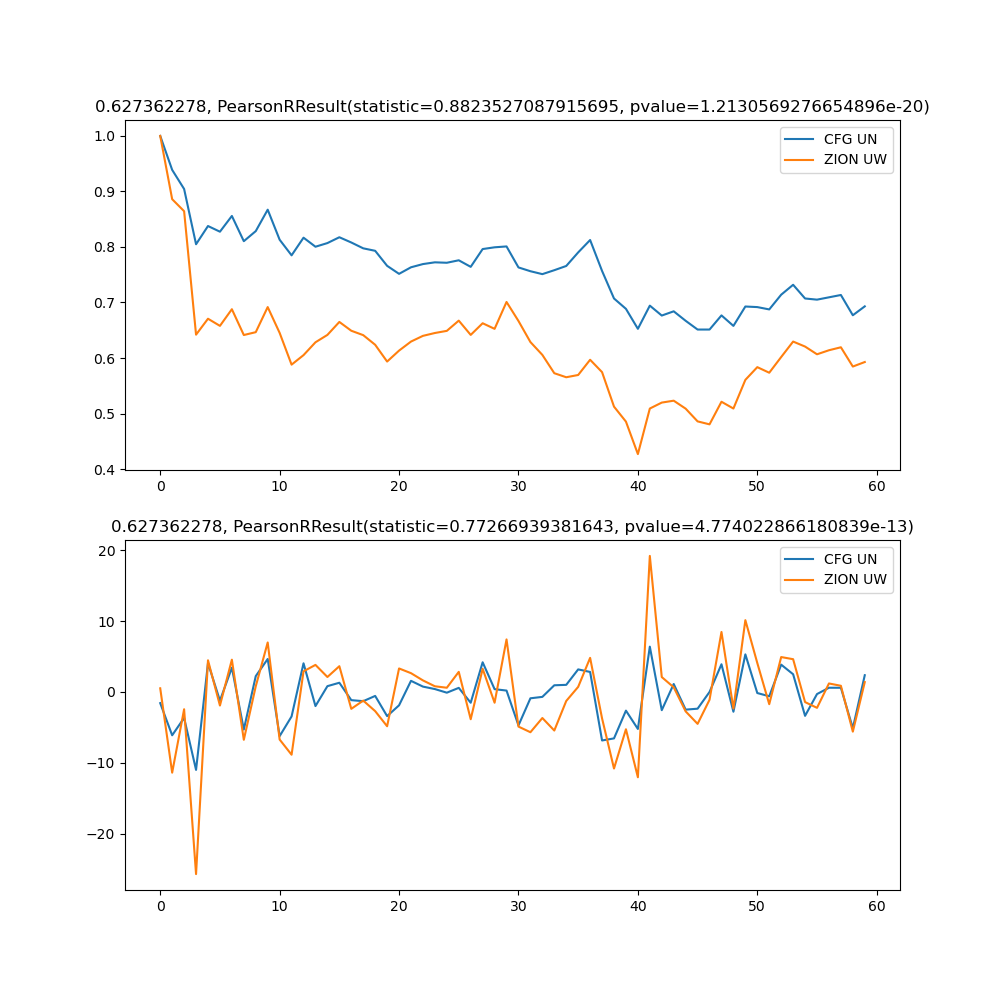 0.627362278, PearsonRResult(statistic=0.8823527087915695, pvalue=1.2130569276654896e-20)
1.0
0.9
0.8
0.7
0.6
0.5
0.4
CFG UN
ZION UW
0 10 20 30 40 50 60
0.627362278, PearsonRResult(statistic=0.77266939381643, pvalue=4.774022866180839e-13)
20
10
0
−10
−20
CFG UN
ZION UW
0 10 20 30 40 50 60